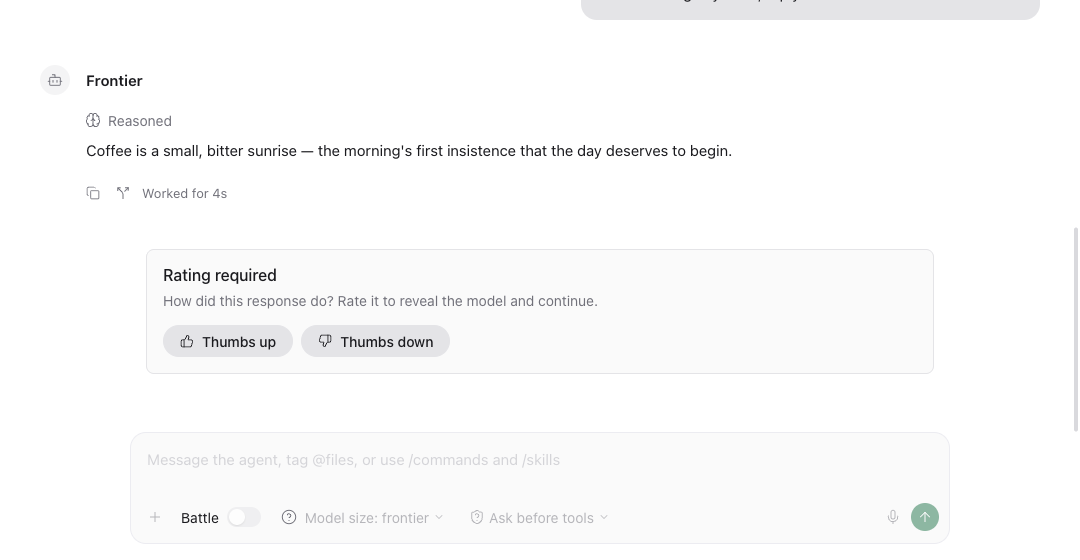 Frontier
Reasoned
Coffee is a small, bitter sunrise — the morning's first insistence that the day deserves to begin.
Worked for 4s
Rating required
How did this response do? Rate it to reveal the model and continue.
Thumbs up Thumbs down
Message the agent, tag @files, or use /commands and /skills
Battle Model size: frontier Ask before tools